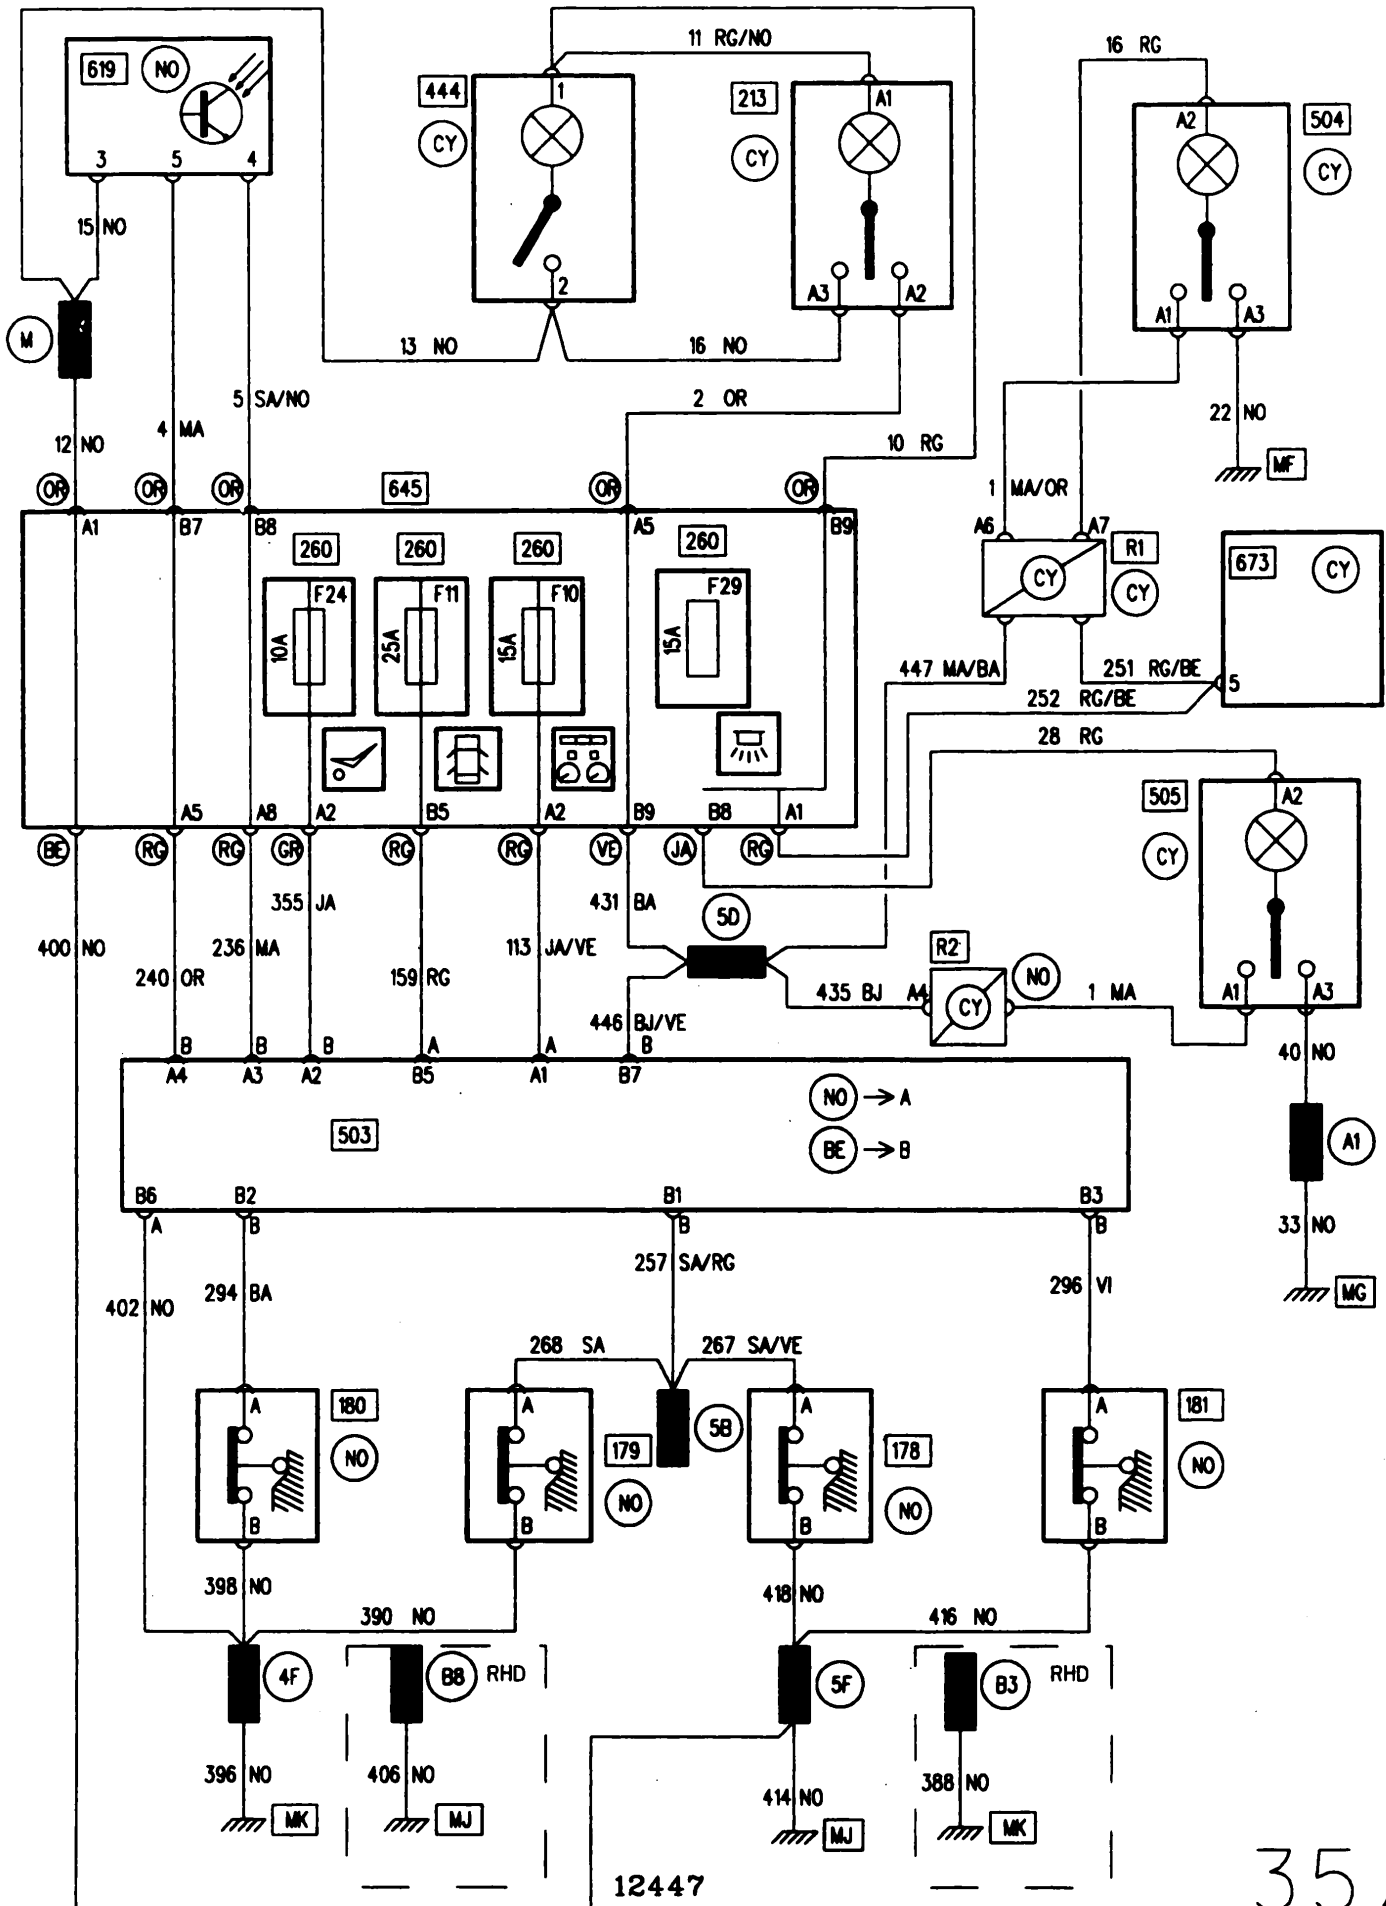 11 RG/NO
16 RG
619 NO
444
1
CY
213
A1
CY
A2
504
CY
3 5 4
15 NO
2
A3 A2
A1 A3
M
13 NO
16 NO
5 SA/NO
2 OR
22 NO
4 MA
12 NO
10 RG
MF
OR OR OR 645 OR OR
1 MA/OR
A1 B7 B8 A5 B9
A6 A7
260 260 260 260
R1
CY
CY
673 CY
F24 F11 F10 F29
10A 25A 15A 15A
447 MA/BA
251 RG/BE
5
252 RG/BE
28 RG
A5 A8 A2 B5 A2 B9 B8 A1
505
A2
CY
BE RG RG GR RG RG VE JA RG
355 JA
431 BA
5D
400 NO
236 MA
113 JA/VE
R2
NO
240 OR
159 RG
435 BJ A4 CY 1 MA
A1 A3
446 BJ/VE
B B B A A B
40 NO
A4 A3 A2 B5 A1 B7
NO A
503
BE B
A1
B6 B2 B1 B3
A B B B
33 NO
257 SA/RG
294 BA
296 VI
402 NO
MG
268 SA
267 SA/VE
A 180
A
5B
A
A 181
NO
179
178
NO
B
NO
B
B
NO
B
398 NO
418 NO
390 NO
416 NO
4F
B8 RHD
5F
B3 RHD
396 NO
406 NO
414 NO
388 NO
MK
MJ
MJ
MK
12447
35